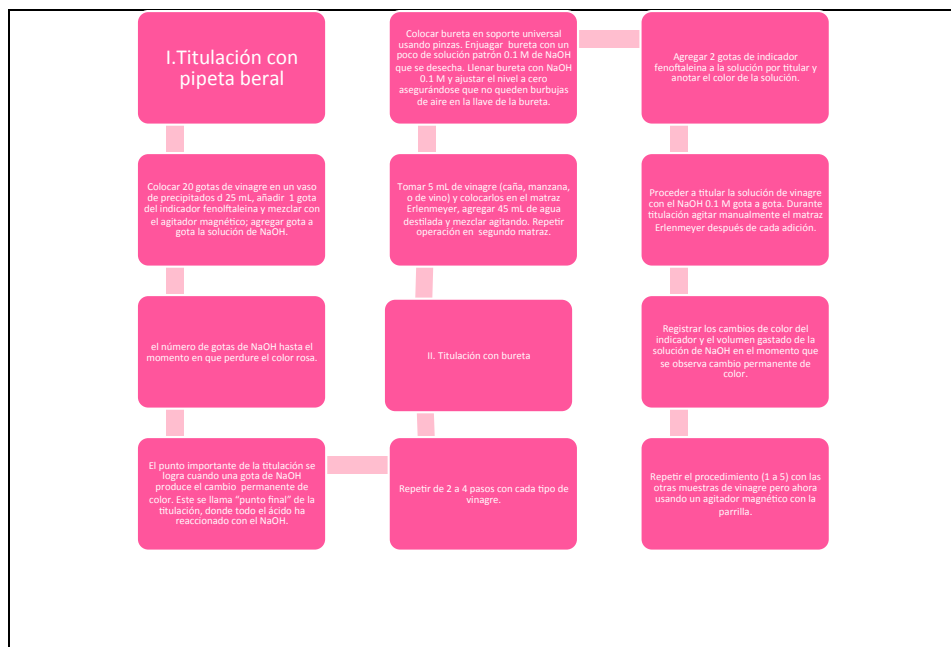 I.Titulación con
pipeta beral
Colocar 20 gotas de vinagre en un vaso
de precipitados d 25 mL, añadir 1 gota
del indicador fenolftaleina y mezclar con
el agitador magnético; agregar gota a
gota la solución de NaOH.
el número de gotas de NaOH hasta el
momento en que perdure el color rosa.
El punto importante de la titulación se
logra cuando una gota de NaOH
produce el cambio permanente de
color. Este se llama “punto final” de la
titulación, donde todo el ácido ha
reaccionado con el NaOH.
Repetir de 2 a 4 pasos con cada tipo de
vinagre.
II. Titulación con bureta
Tomar 5 mL de vinagre (caña, manzana,
o de vino) y colocarlos en el matraz
Erlenmeyer, agregar 45 mL de agua
destilada y mezclar agitando. Repetir
operación en segundo matraz.
Colocar bureta en soporte universal
usando pinzas. Enjuagar bureta con un
poco de solución patrón 0.1 M de NaOH
que se desecha. Llenar bureta con NaOH
0.1 M y ajustar el nivel a cero
asegurándose que no queden burbujas
de aire en la llave de la bureta.
Agregar 2 gotas de indicador
fenoftaleína a la solución por titular y
anotar el color de la solución.
Proceder a titular la solución de vinagre
con el NaOH 0.1 M gota a gota. Durante
titulación agitar manualmente el matraz
Erlenmeyer después de cada adición.
Registrar los cambios de color del
indicador y el volumen gastado de la
solución de NaOH en el momento que
se observa cambio permanente de
color.
Repetir el procedimiento (1 a 5) con las
otras muestras de vinagre pero ahora
usando un agitador magnético con la
parrilla.